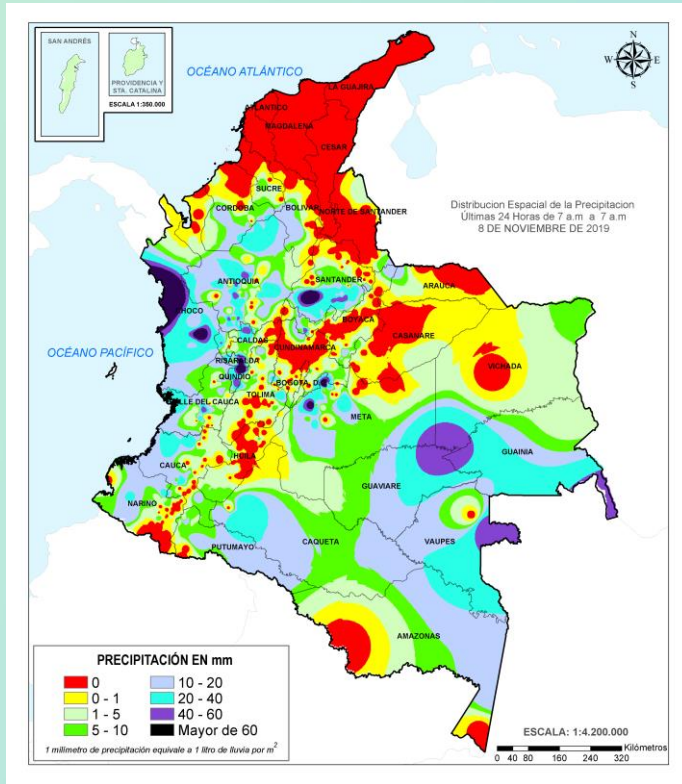 SAN ANDRÉS
PROVIDENCIA Y
STA. CATALINA
ESCALA 1:350.000
OCÉANO ATLÁNTICO
N
W E
S
LA GUAJIRA
ATLANTICO
MAGDALENA
CESAR
Distribucion Espacial de la Precipitacion
Últimas 24 Horas de 7 a.m a 7 a.m
8 DE NOVIEMBRE DE 2019
SUCRE
CORDOBA
BOLIVAR
NORTE DE SANTANDER
ANTIOQUIA
SANTANDER
ARAUCA
CHOCO
BOYACA
CASANARE
OCÉANO PACÍFICO
CALDAS
CUNDINAMARCA
RISARALDA
VICHADA
QUINDIO
BOGOTA, D.C.
TOLIMA
VALLE DEL CAUCA
META
GUAINIA
CAUCA
HUILA
GUAVIARE
NARIÑO
PUTUMAYO
CAQUETA
VAUPES
AMAZONAS
PRECIPITACIÓN EN mm
0
0 - 1
1 - 5
5 - 10
10 - 20
20 - 40
40 - 60
Mayor de 60
1 milimetro de precipitación equivale a 1 litro de lluvia por m2
ESCALA: 1:4.200.000
0 40 80 160 240 320 Kilómetros